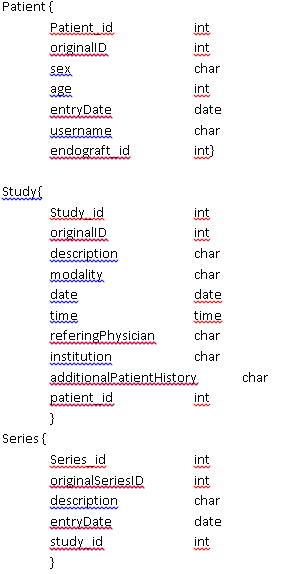 Patient {
Patient_id int
originalID int
sex char
age int
entryDate date
username char
endograft_id int}
Study{
Study_id int
originalID int
description char
modality char
date date
time time
referingPhysician char
institution char
additionalPatientHistory char
patient_id int
}
Series {
Series_id int
originalSeriesID int
description char
entryDate date
study_id int
}